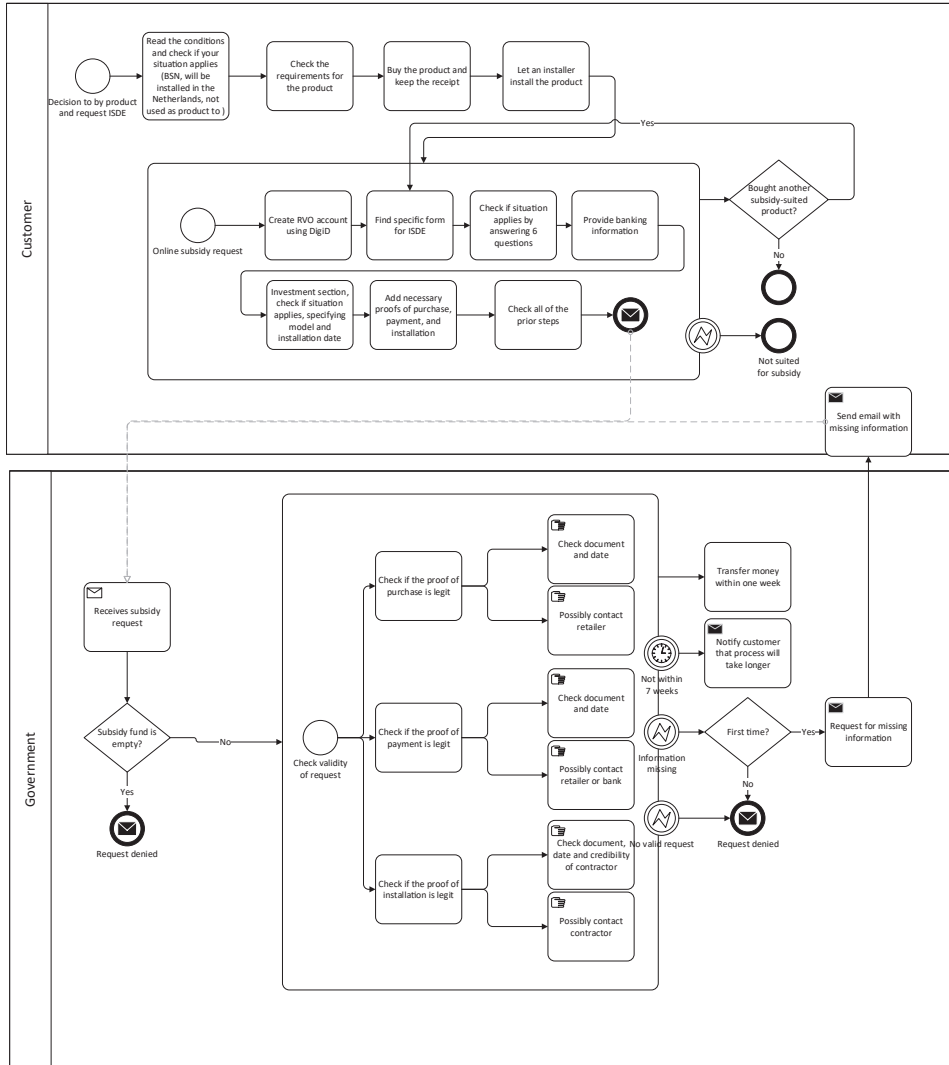 Customer
Decision to by product
and request ISDE
Read the conditions
and check if your
situation applies
(BSN, will be
installed in the
Netherlands, not
used as product to )
Check the
requirements for
the product
Buy the product and
keep the receipt
Let an installer
install the product
Yes
Online subsidy request
Create RVO account
using DigiD
Find specific form
for ISDE
Check if situation
applies by
answering 6
questions
Provide banking
information
Bought another
subsidy-suited
product?
No
Investment section,
check if situation
applies, specifying
model and
installation date
Add necessary
proofs of purchase,
payment, and
installation
Check all of the
prior steps
Not suited
for subsidy
Send email with
missing information
Government
Receives subsidy
request
Subsidy fund is
empty?
No
Yes
Request denied
Check validity
of request
Check if the proof of
purchase is legit
Check document
and date
Possibly contact
retailer
Check if the proof of
payment is legit
Check document
and date
Possibly contact
retailer or bank
Check if the proof of
installation is legit
Check document,
date and credibility
of contractor
Possibly contact
contractor
Transfer money
within one week
Not within
7 weeks
Notify customer
that process will
take longer
Information
missing
First time?
Yes
Request for missing
information
No
No valid request
Request denied